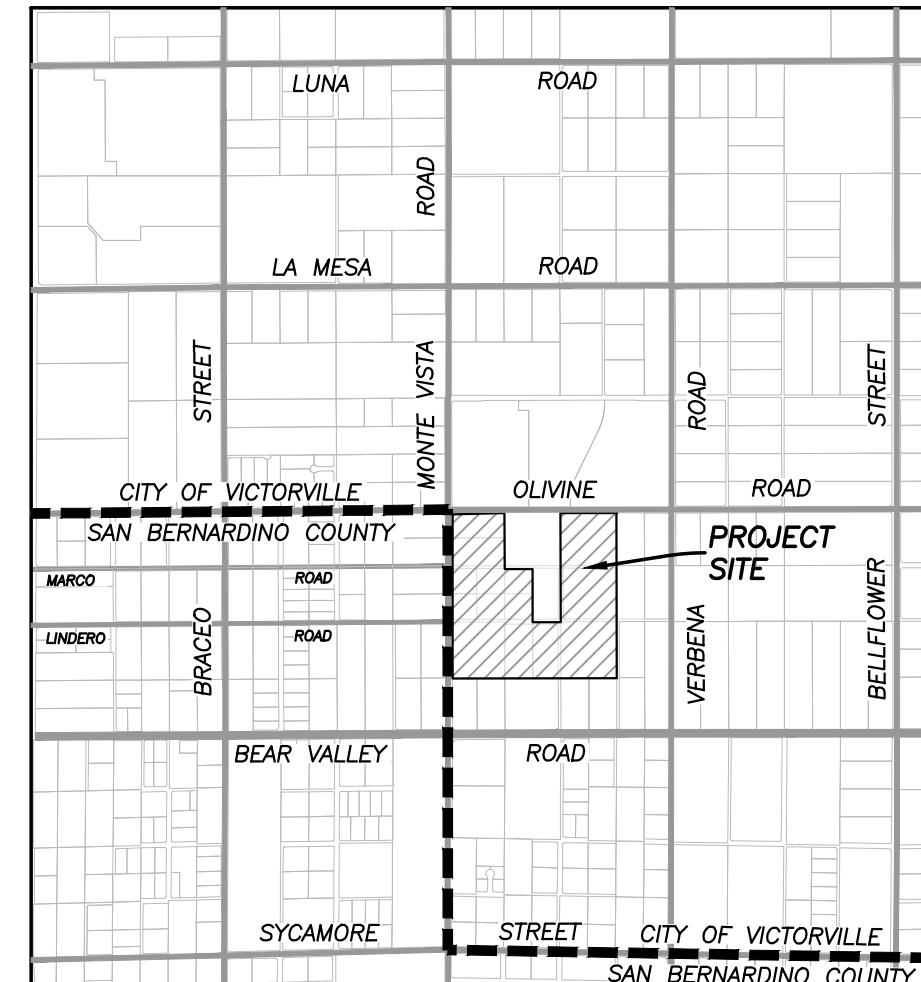 LUNA ROAD
ROAD
LA MESA ROAD
STREET
MONTE VISTA
ROAD
STREET
CITY OF VICTORVILLE
OLIVINE ROAD
SAN BERNARDINO COUNTY
PROJECT
SITE
MARCO ROAD
LINDERO ROAD
BRACEO
VERBENA
BELLFLOWER
BEAR VALLEY ROAD
SYCAMORE STREET
CITY OF VICTORVILLE
SAN BERNARDINO COUNTY